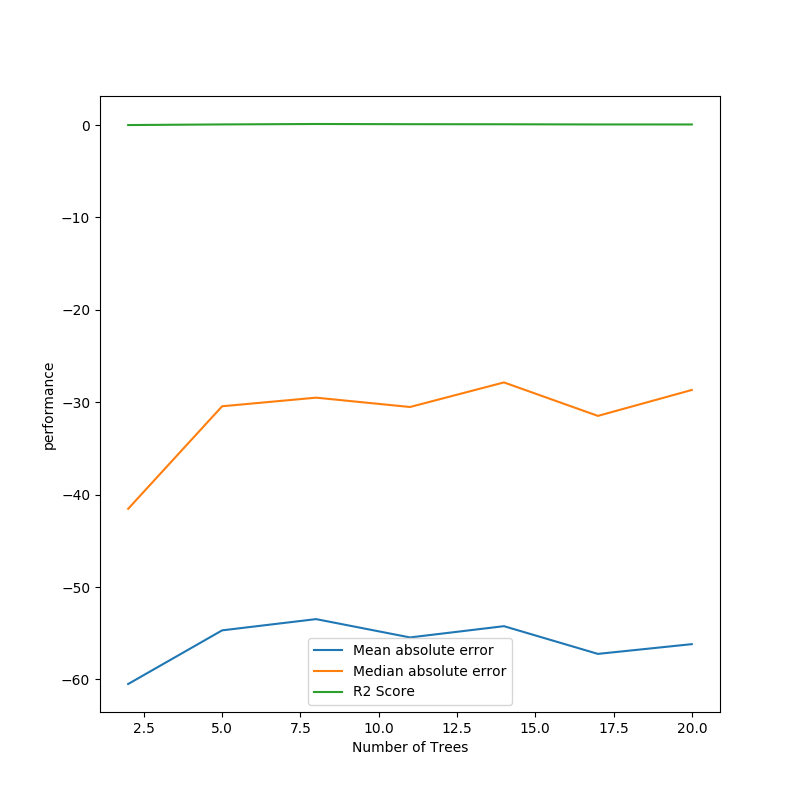 0
−10
−20
−30
−40
−50
−60
performance
Mean absolute error
Median absolute error
R2 Score
2.5 5.0 7.5 10.0 12.5 15.0 17.5 20.0
Number of Trees